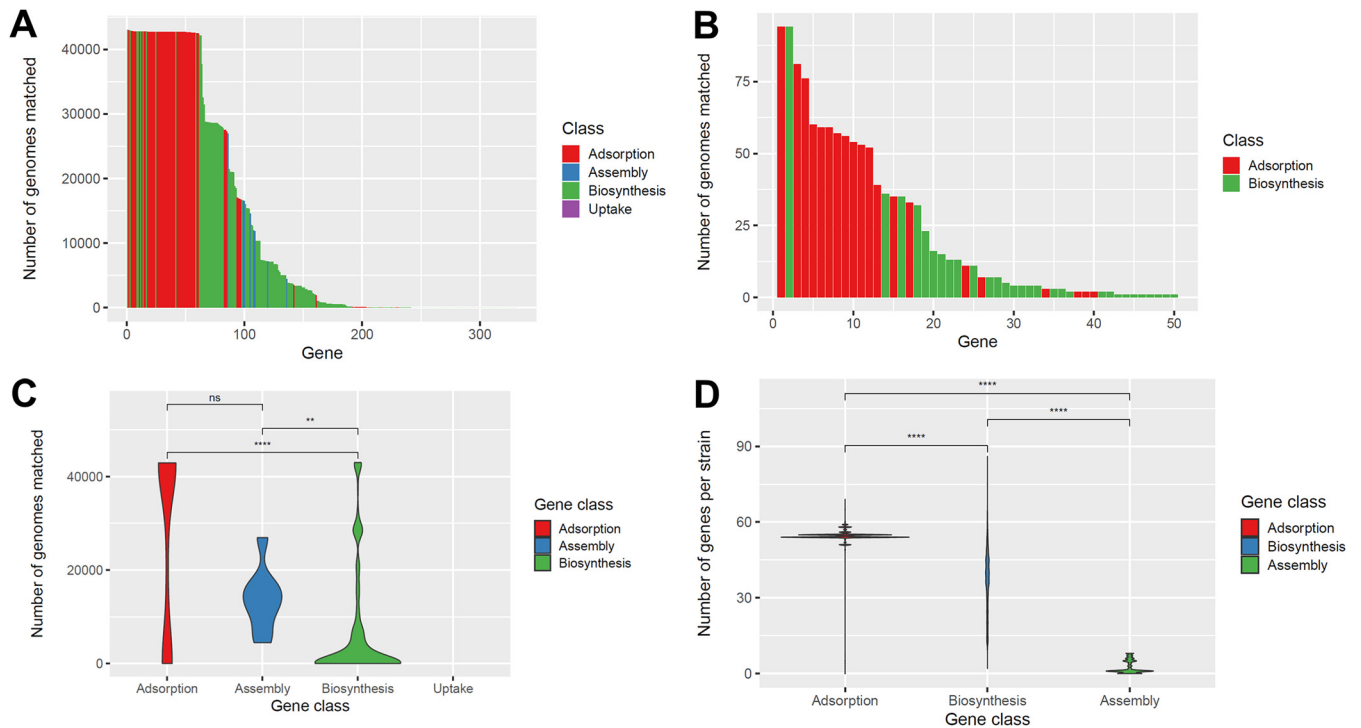 A
Number of genomes matched
40000
30000
20000
10000
0
0
100
200
300
Gene
Class
Adsorption
Assembly
Biosynthesis
Uptake
B
Number of genomes matched
75
50
25
0
0
10
20
30
40
50
Gene
Class
Adsorption
Biosynthesis
C
Number of genomes matched
40000
20000
0
ns
**
****
Adsorption
Assembly
Biosynthesis
Uptake
Gene class
Gene class
Adsorption
Assembly
Biosynthesis
D
Number of genes per strain
90
60
30
0
****
****
****
Adsorption
Biosynthesis
Assembly
Gene class
Gene class
Adsorption
Biosynthesis
Assembly